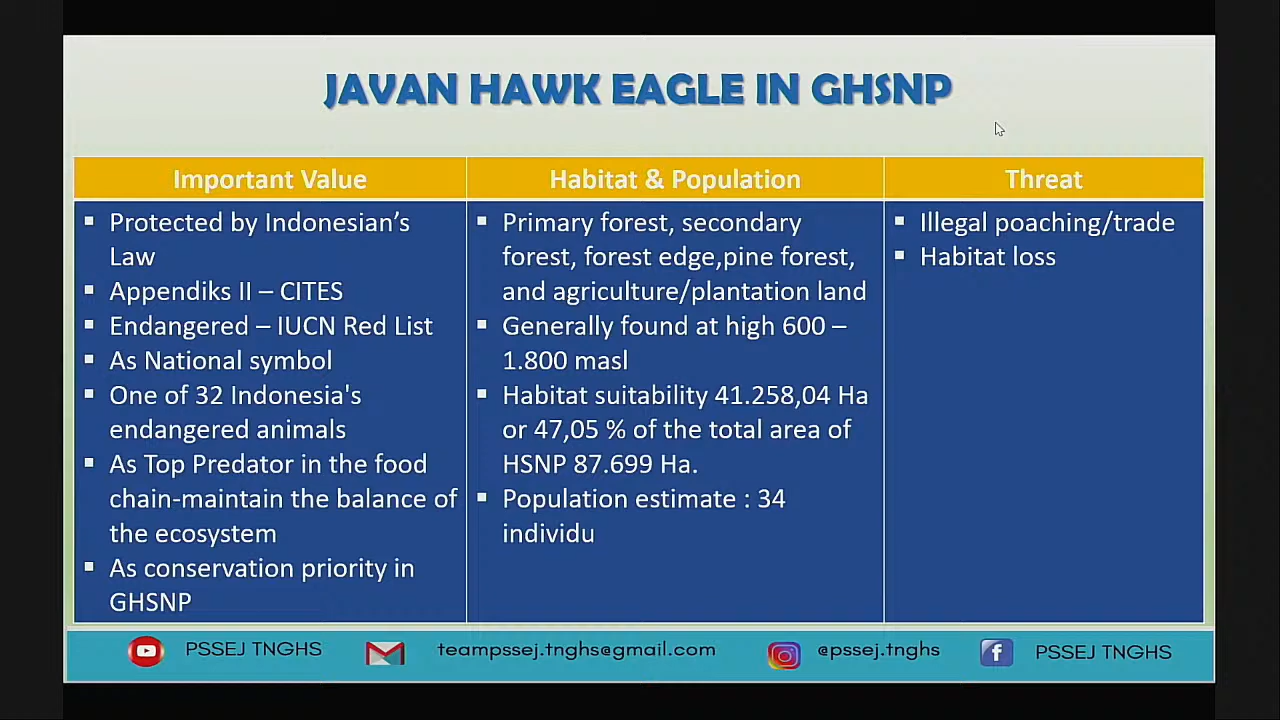 JAVAN HAWK EAGLE IN GHSNP
Important Value
Protected by Indonesian’s
Law
Appendiks II – CITES
Endangered – IUCN Red List
As National symbol
One of 32 Indonesia's
endangered animals
As Top Predator in the food
chain-maintain the balance of
the ecosystem
As conservation priority in
GHSNP
Habitat & Population
Primary forest, secondary
forest, forest edge,pine forest,
and agriculture/plantation land
Generally found at high 600 –
1.800 masl
Habitat suitability 41.258,04 Ha
or 47,05 % of the total area of
HSNP 87.699 Ha.
Population estimate : 34
individu
Threat
Illegal poaching/trade
Habitat loss
PSSEJ TNGHS
teampssej.tnghs@gmail.com
@pssej.tnghs
PSSEJ TNGHS